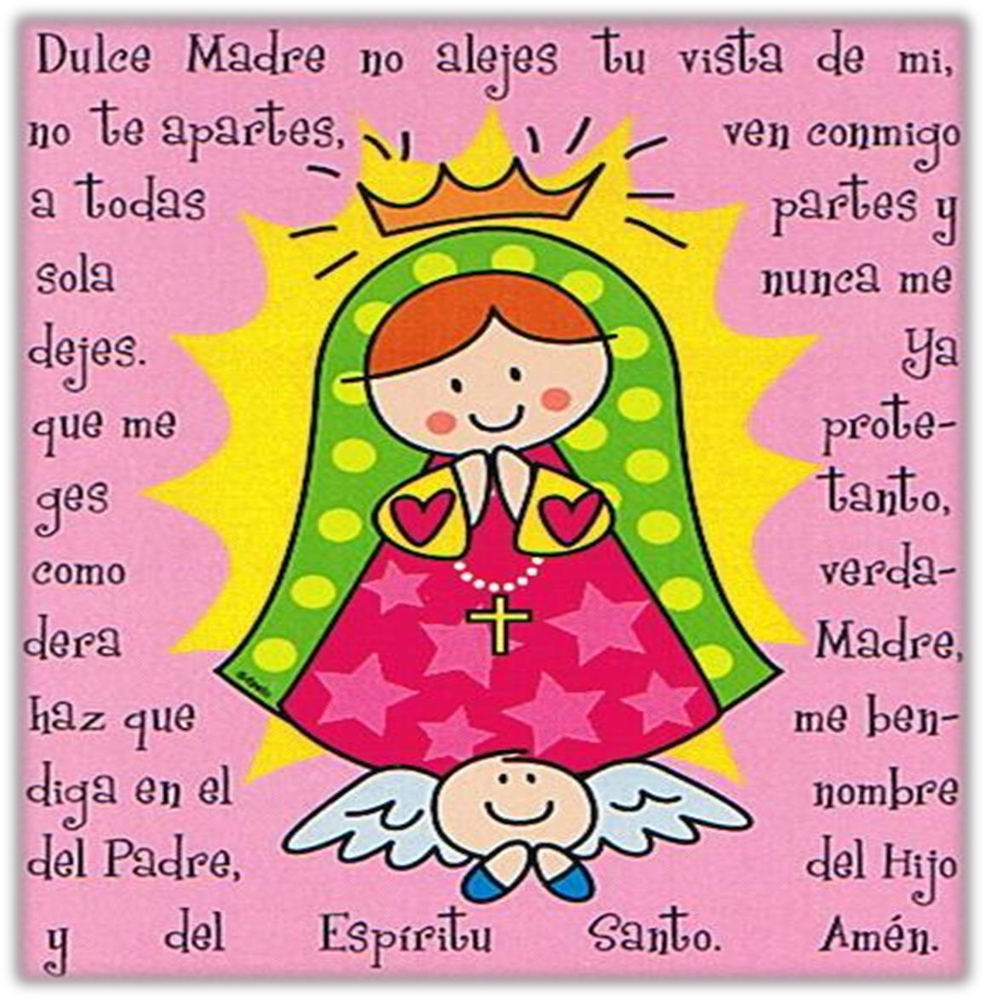 Dulce Madre no alejes tu vista de mi,
no te apartes, ven conmigo
a todas partes y
sola nunca me
dejes. Ya
que me prote-
ges tanto,
como verda-
dera Madre,
haz que me ben-
diga en el nombre
del Padre, del Hijo
y del Espíritu Santo. Amén.